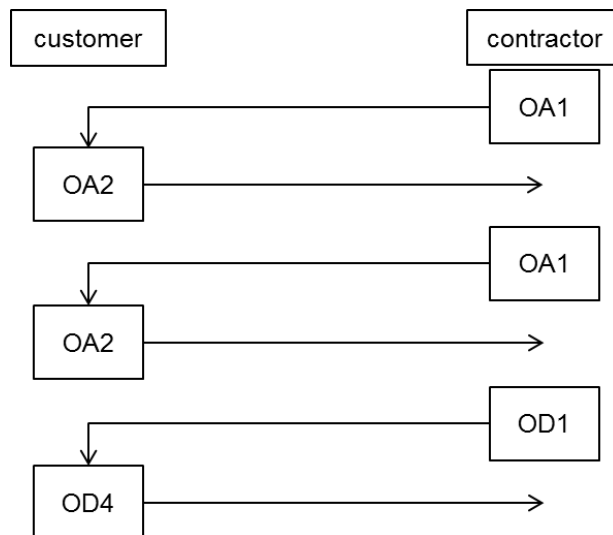 customer
contractor
OA1
OA2
OA1
OA2
OD1
OD4